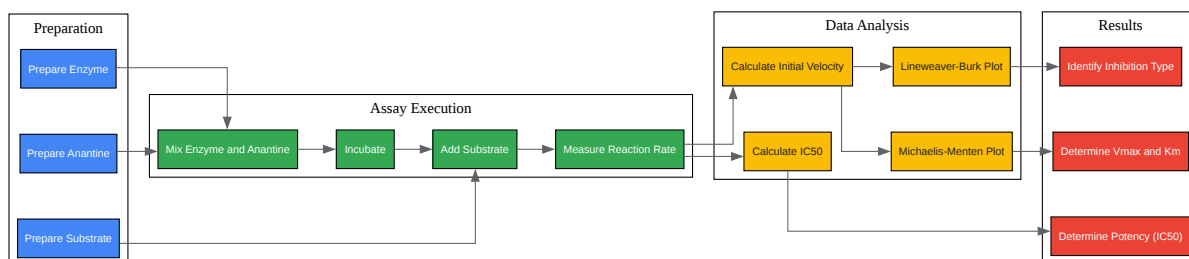 Preparation
Prepare Enzyme
Prepare Anantine
Prepare Substrate
Assay Execution
Mix Enzyme and Anantine
Incubate
Add Substrate
Measure Reaction Rate
Data Analysis
Calculate Initial Velocity
Lineweaver-Burk Plot
Calculate IC50
Michaelis-Menten Plot
Results
Identify Inhibition Type
Determine Vmax and Km
Determine Potency (IC50)